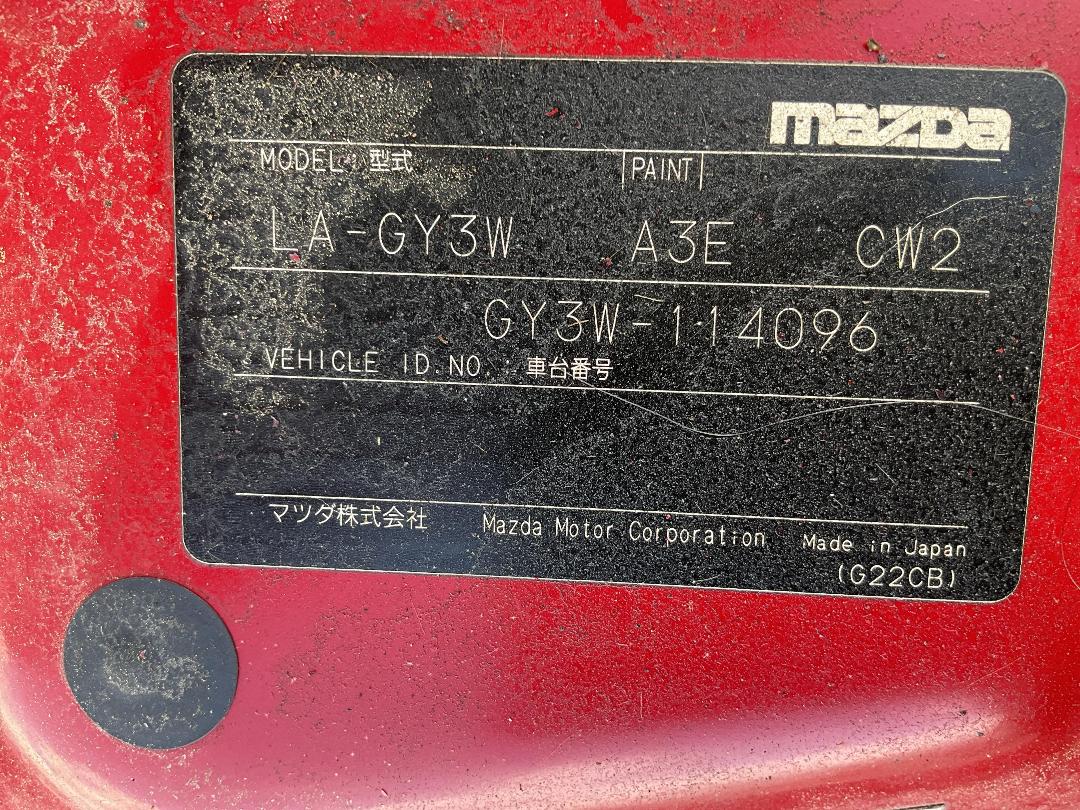 mazda
MODEL : 型式 PAINT
LA-GY3W A3E CW2
GY3W-114096
VEHICLE ID.NO : 車台番号
マツダ株式会社 Mazda Motor Corporation Made in Japan
(G22CB)